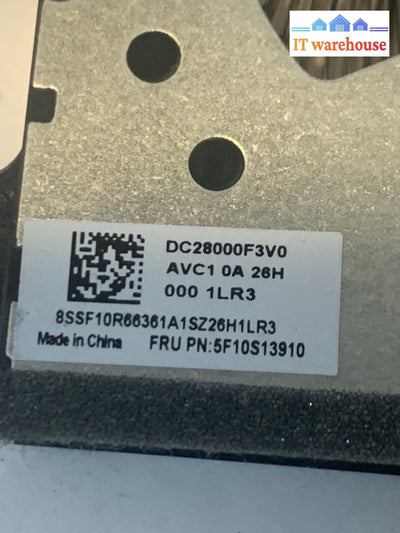 IT warehouse
DC28000F3V0
AVC1 0A 26H
000 1LR3
8SSF10R66361A1SZ26H1LR3
Made in China FRU PN:5F10S13910